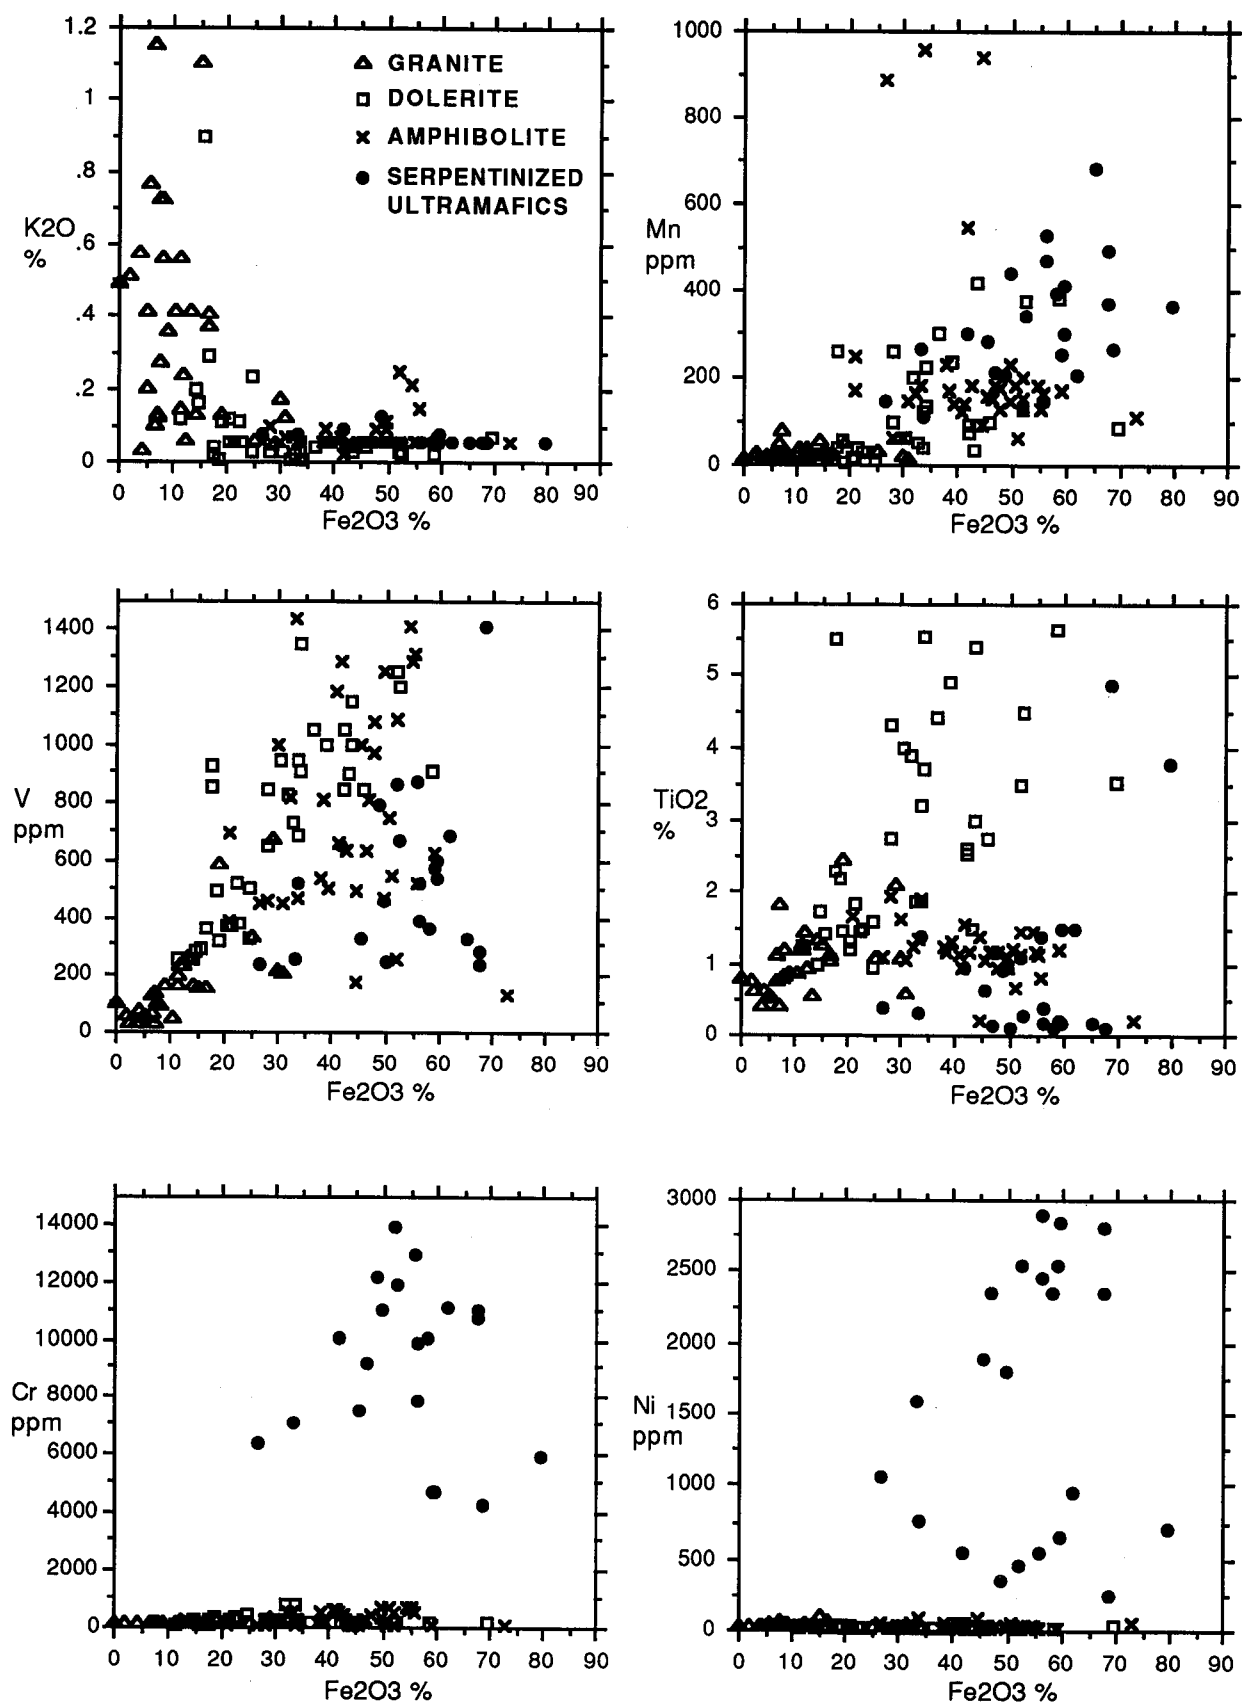 1.2
1
.8
.6
.4
.2
0
K2O
%
GRANITE
DOLERITE
AMPHIBOLITE
SERPENTINIZED
ULTRAMAFICS
0 10 20 30 40 50 60 70 80 90
Fe2O3 %
1000
800
600
400
200
0
Mn
ppm
0 10 20 30 40 50 60 70 80 90
Fe2O3 %
1400
1200
1000
800
600
400
200
0
V
ppm
0 10 20 30 40 50 60 70 80 90
Fe2O3 %
6
5
4
3
2
1
0
TiO2
%
0 10 20 30 40 50 60 70 80 90
Fe2O3 %
14000
12000
10000
8000
6000
4000
2000
0
Cr
ppm
0 10 20 30 40 50 60 70 80 90
Fe2O3 %
3000
2500
2000
1500
1000
500
0
Ni
ppm
0 10 20 30 40 50 60 70 80 90
Fe2O3 %